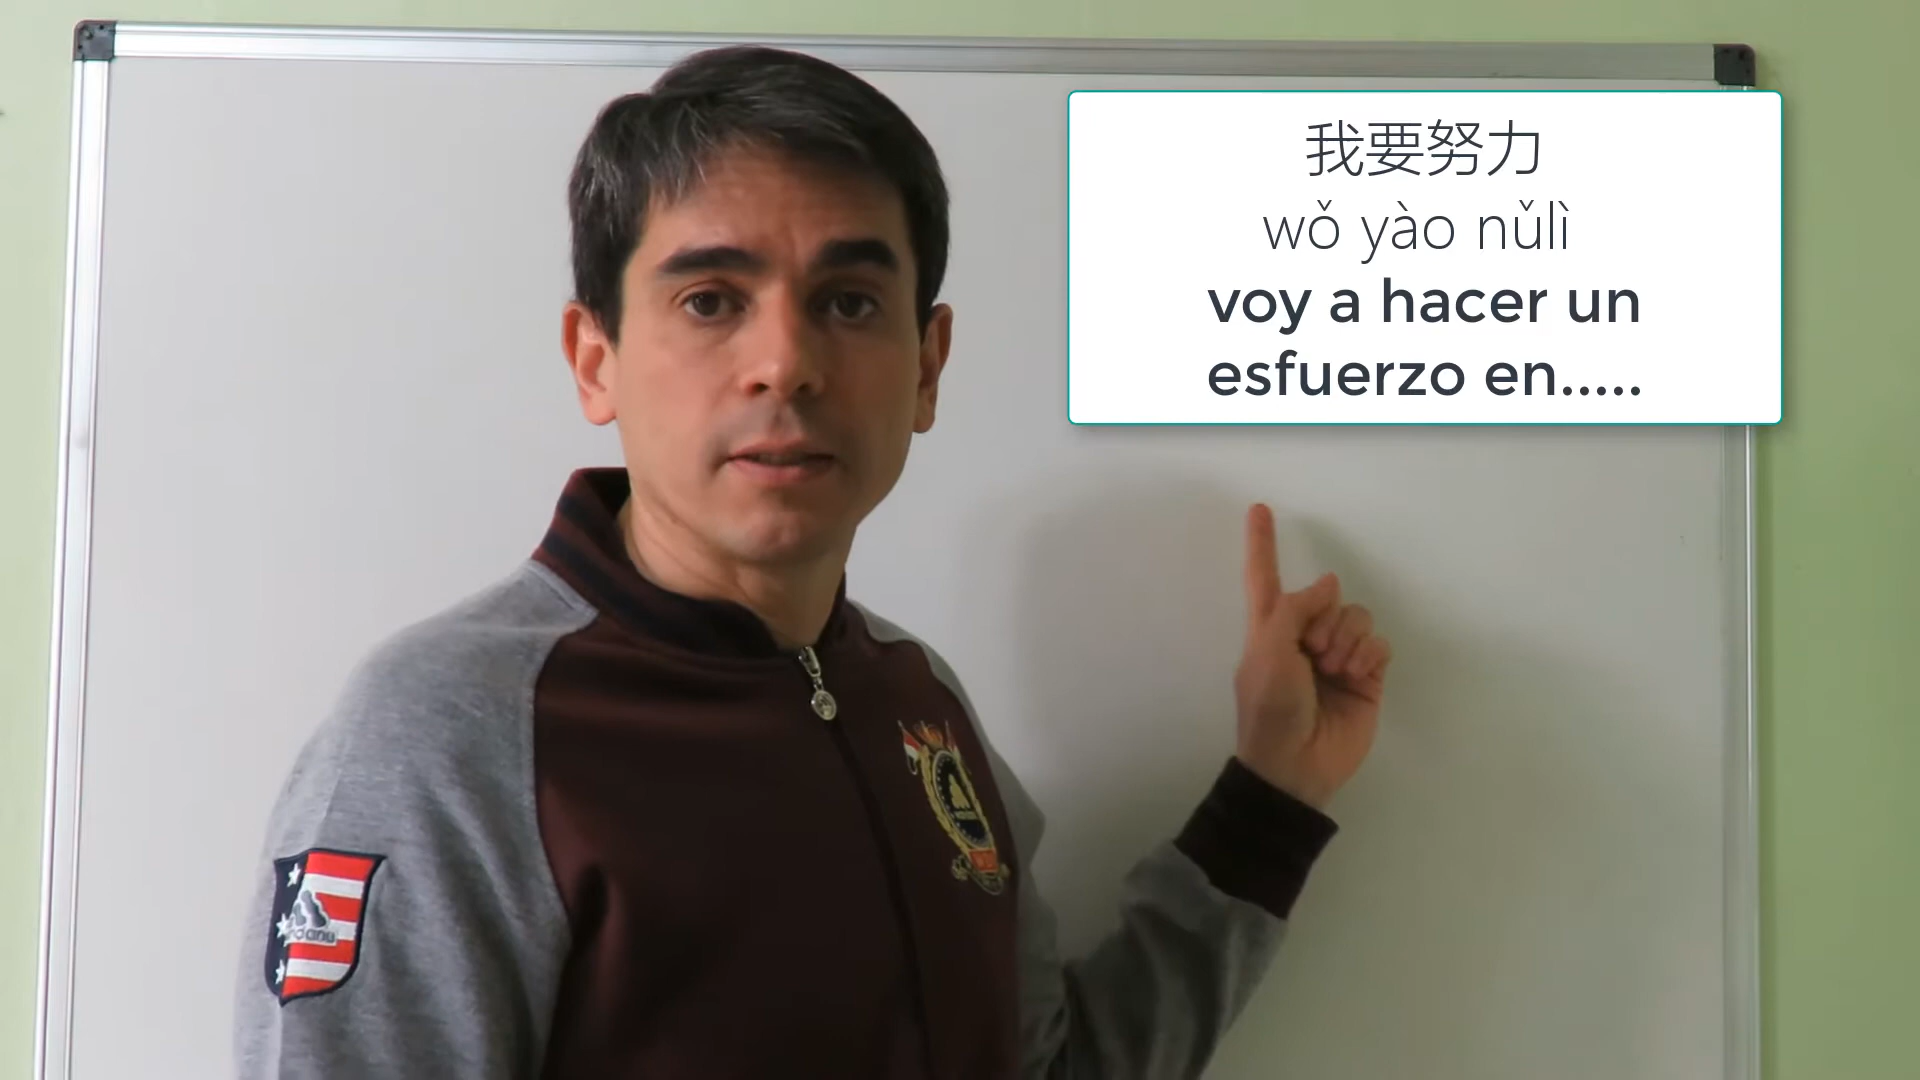 我要努力
wǒ yào nǔlì
voy a hacer un
esfuerzo en.....